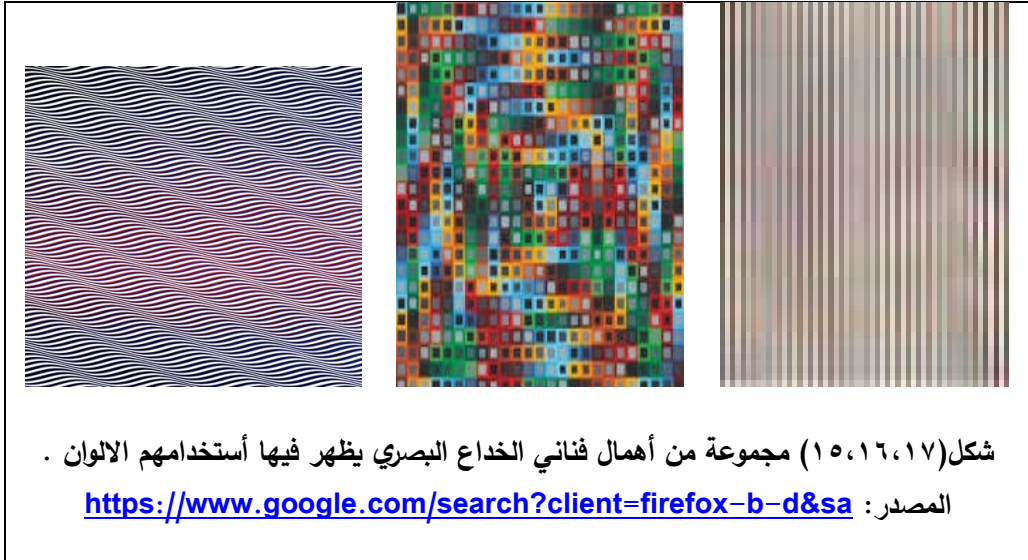 شكل(١٥،١٦،١٧) مجموعة من أهمال فناني الخداع البصري يظهر فيها أستخدامهم الالوان .
المصدر: https://www.google.com/search?client=firefox-b-d&sa